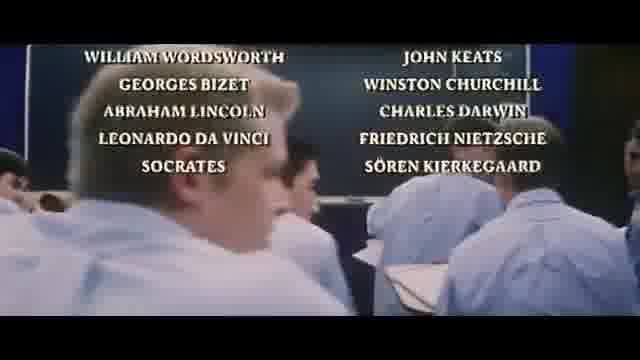 WILLIAM WORDSWORTH JOHN KEATS
GEORGES BIZET WINSTON CHURCHILL
ABRAHAM LINCOLN CHARLES DARWIN
LEONARDO DA VINCI FRIEDRICH NIETZSCHE
SOCRATES SÖREN KIERKEGAARD